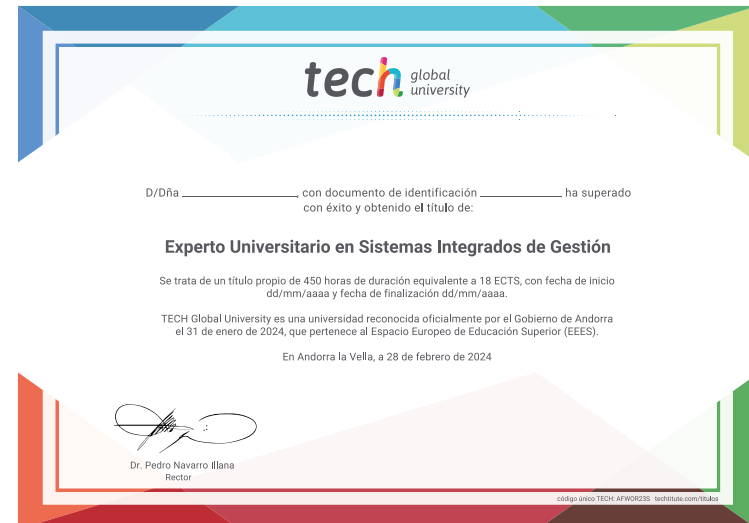 tech global
university
D/Dña ____________________, con documento de identificación ______________ ha superado
con éxito y obtenido el título de:
Experto Universitario en Sistemas Integrados de Gestión
Se trata de un título propio de 450 horas de duración equivalente a 18 ECTS, con fecha de inicio
dd/mm/aaaa y fecha de finalización dd/mm/aaaa.
TECH Global University es una universidad reconocida oficialmente por el Gobierno de Andorra
el 31 de enero de 2024, que pertenece al Espacio Europeo de Educación Superior (EEES).
En Andorra la Vella, a 28 de febrero de 2024
Dr. Pedro Navarro Illana
Rector
código único TECH: AFWOR23S techtitute.com/titulos